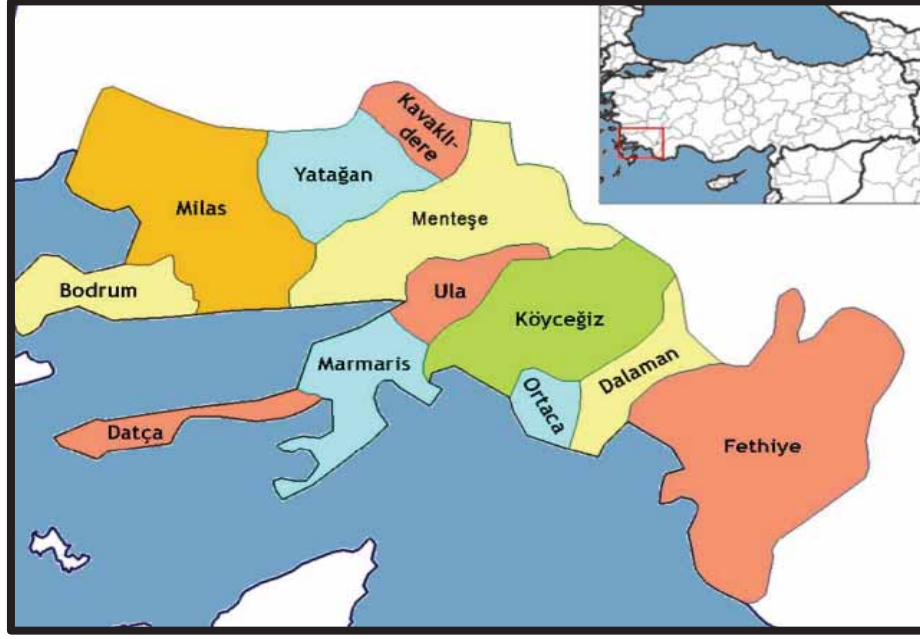 Kavaklı-
dere
Yatağan
Milas
Menteşe
Bodrum
Ula
Köyceğiz
Marmaris
Dalaman
Ortaca
Datça
Fethiye